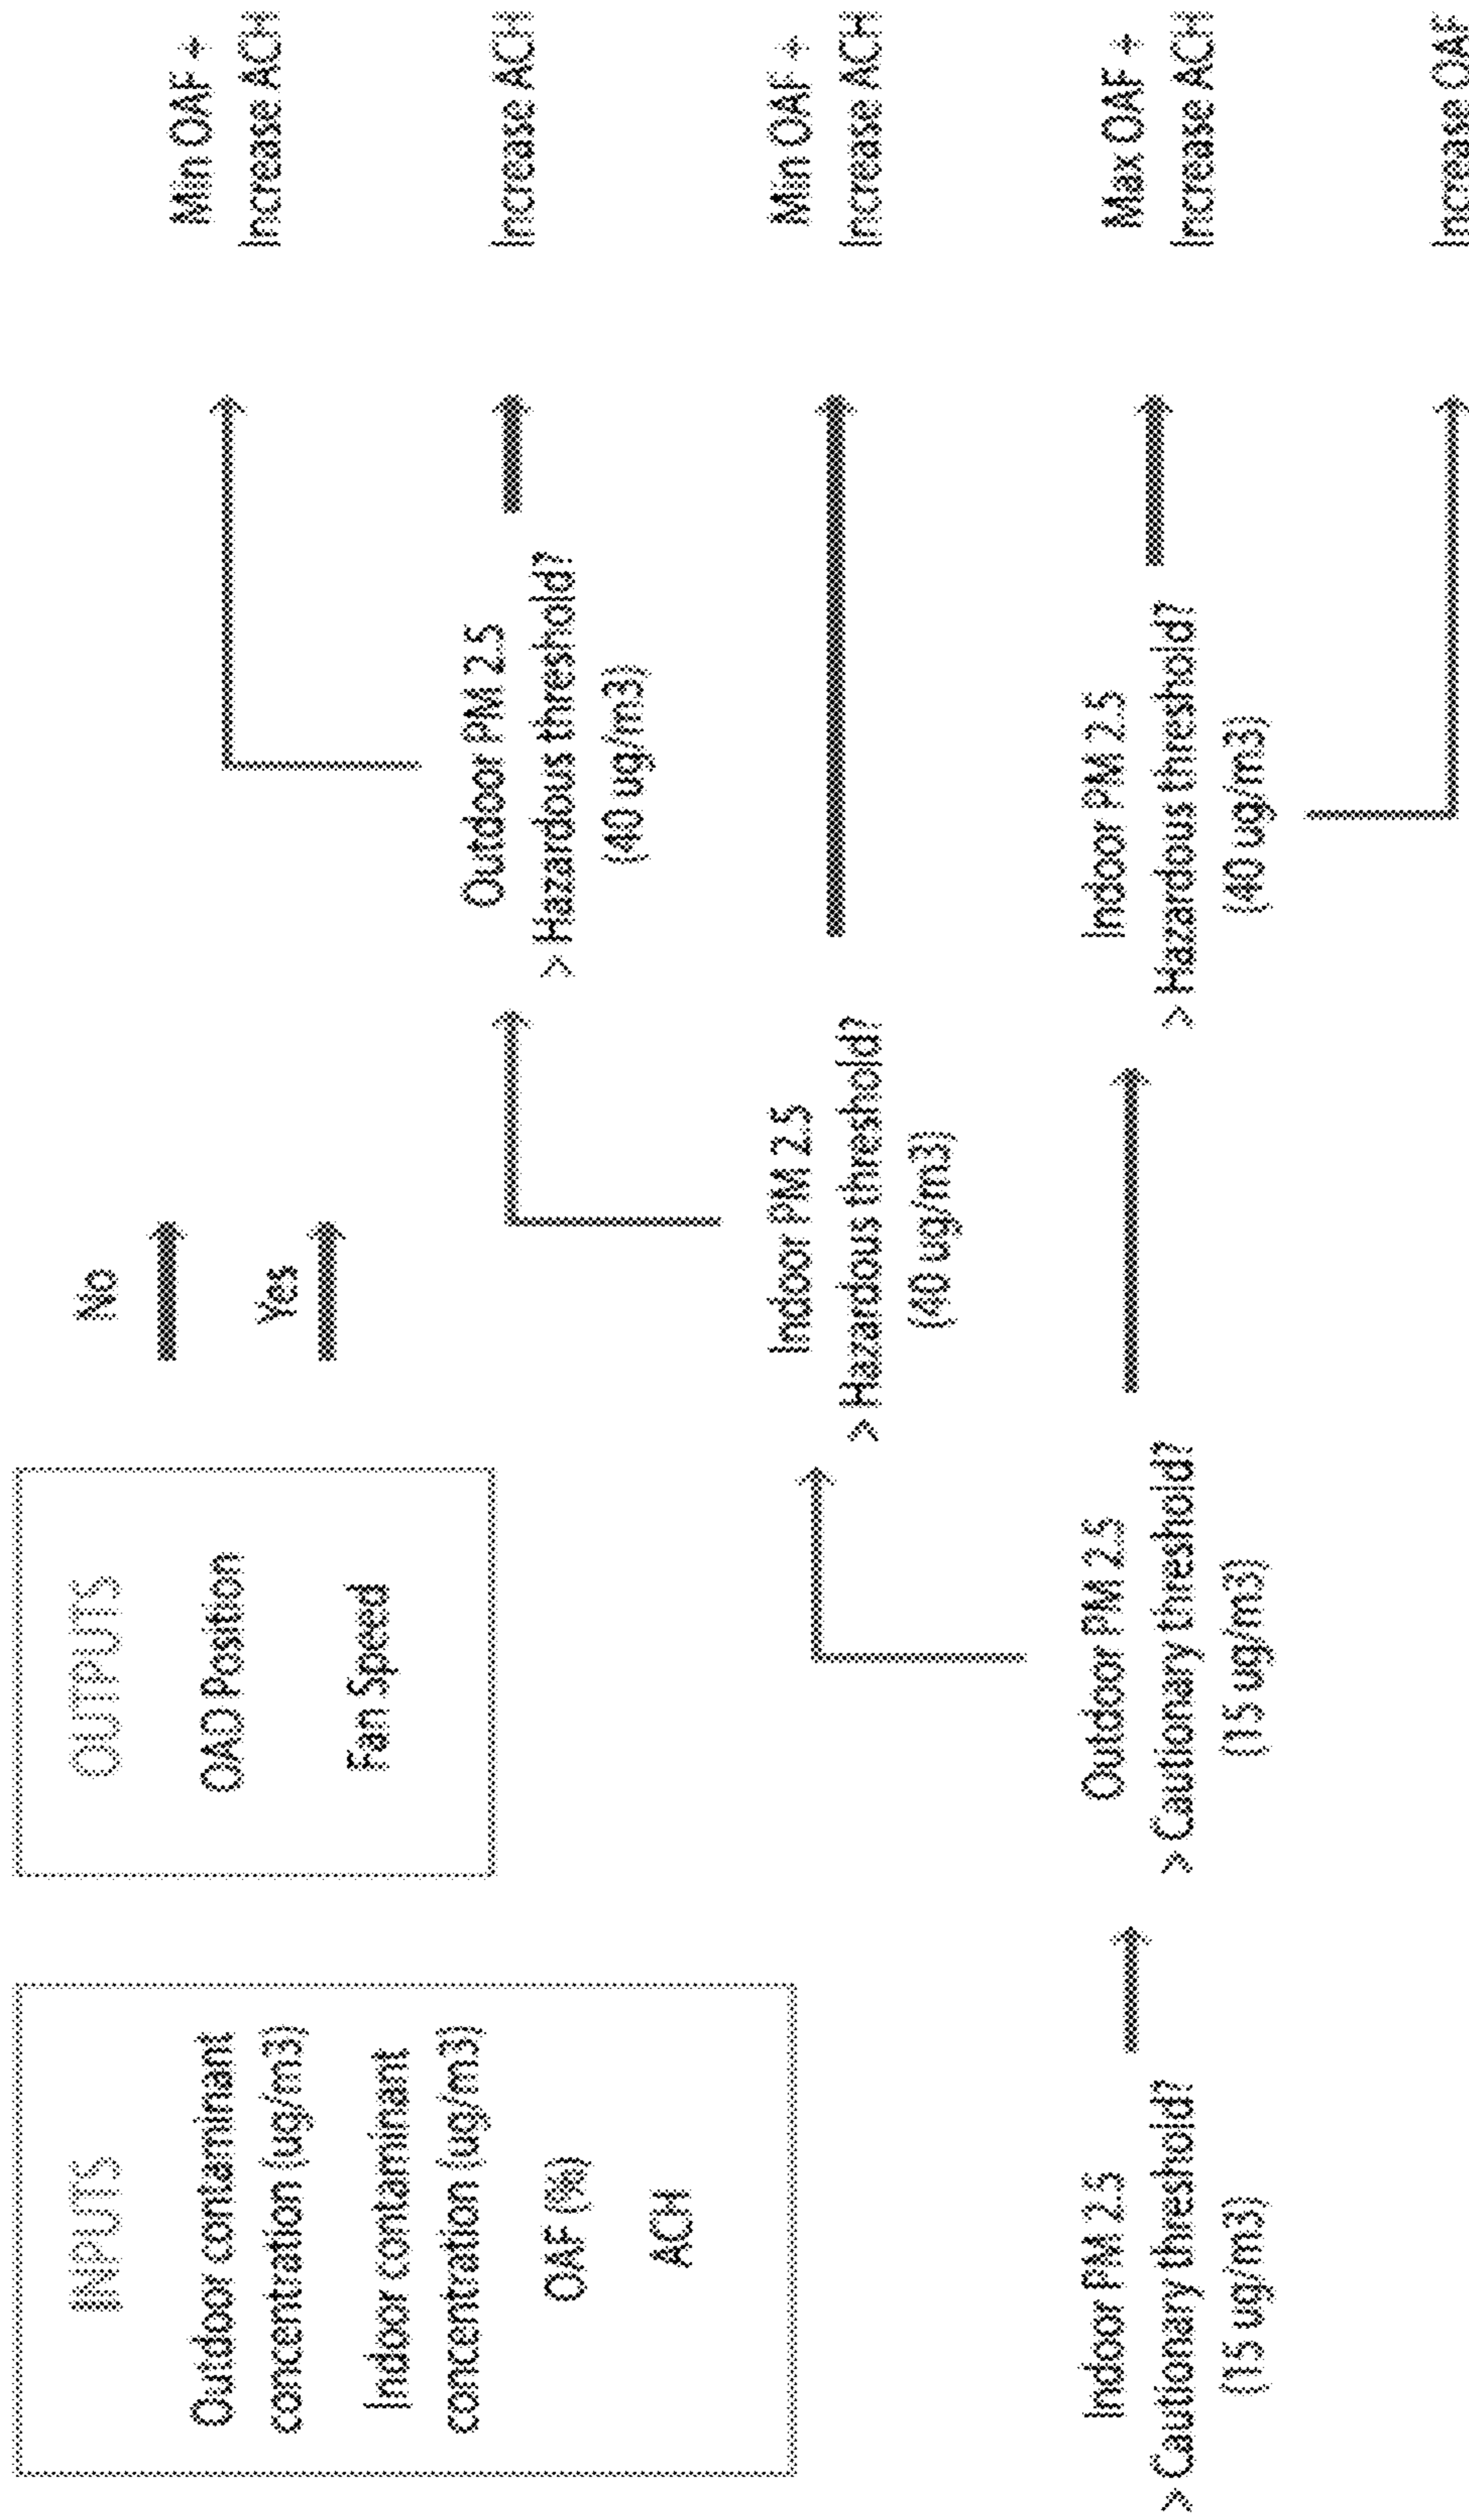 INPUTS
Outdoor contaminant
concentration (ug/m3)
Indoor contaminant
concentration (ug/m3)
OAF (%)
ACH
OUTPUTS
OAD Position
Fan Speed
No
Yes
Indoor PM 2.5
> Cautionary threshold?
(15 ug/m3)
Outdoor PM 2.5
> Cautionary threshold?
(15 ug/m3)
Indoor PM 2.5
> Hazardous threshold?
(40 ug/m3)
Outdoor PM 2.5
> Hazardous threshold?
(40 ug/m3)
Indoor PM 2.5
> Hazardous threshold?
(40 ug/m3)
Min OAF +
Increase ACH
Increase ACH
Min OAF +
Increase ACH
Max OAF +
Increase ACH
Increase OAF